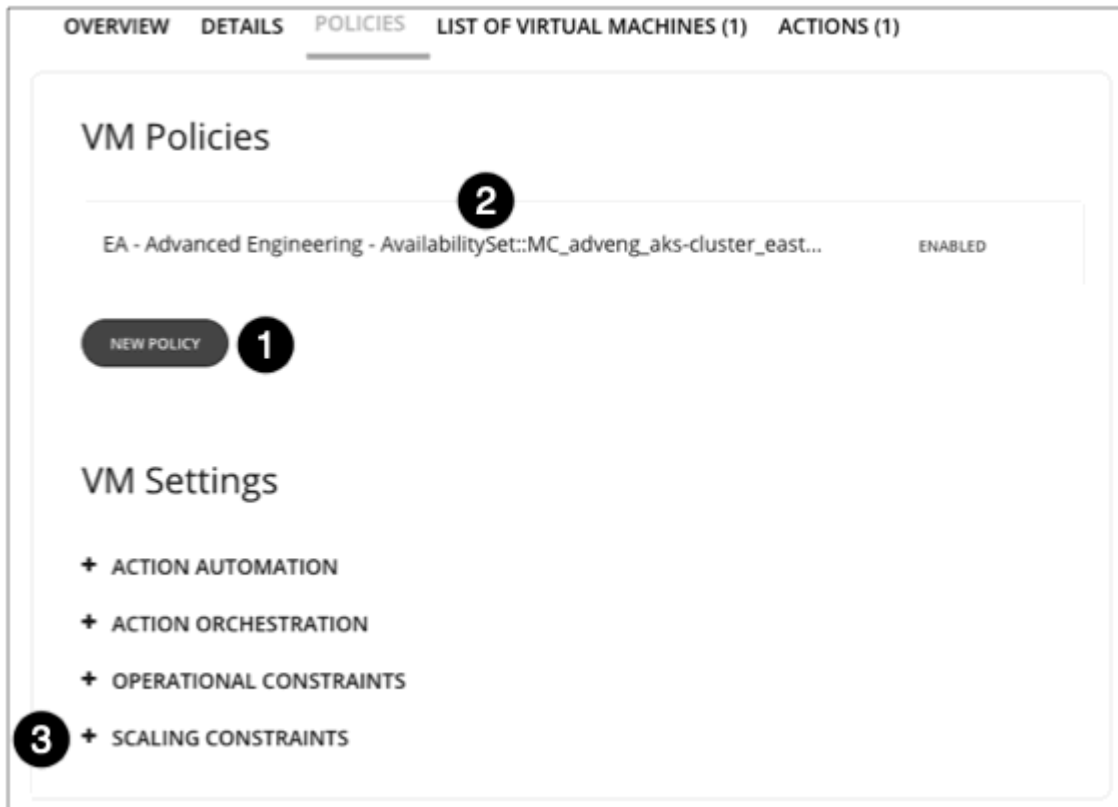 OVERVIEW DETAILS POLICIES LIST OF VIRTUAL MACHINES (1) ACTIONS (1)
VM Policies
2
EA - Advanced Engineering - AvailabilitySet::MC_adveng_aks-cluster_east... ENABLED
NEW POLICY 1
VM Settings
+ ACTION AUTOMATION
+ ACTION ORCHESTRATION
+ OPERATIONAL CONSTRAINTS
3 + SCALING CONSTRAINTS